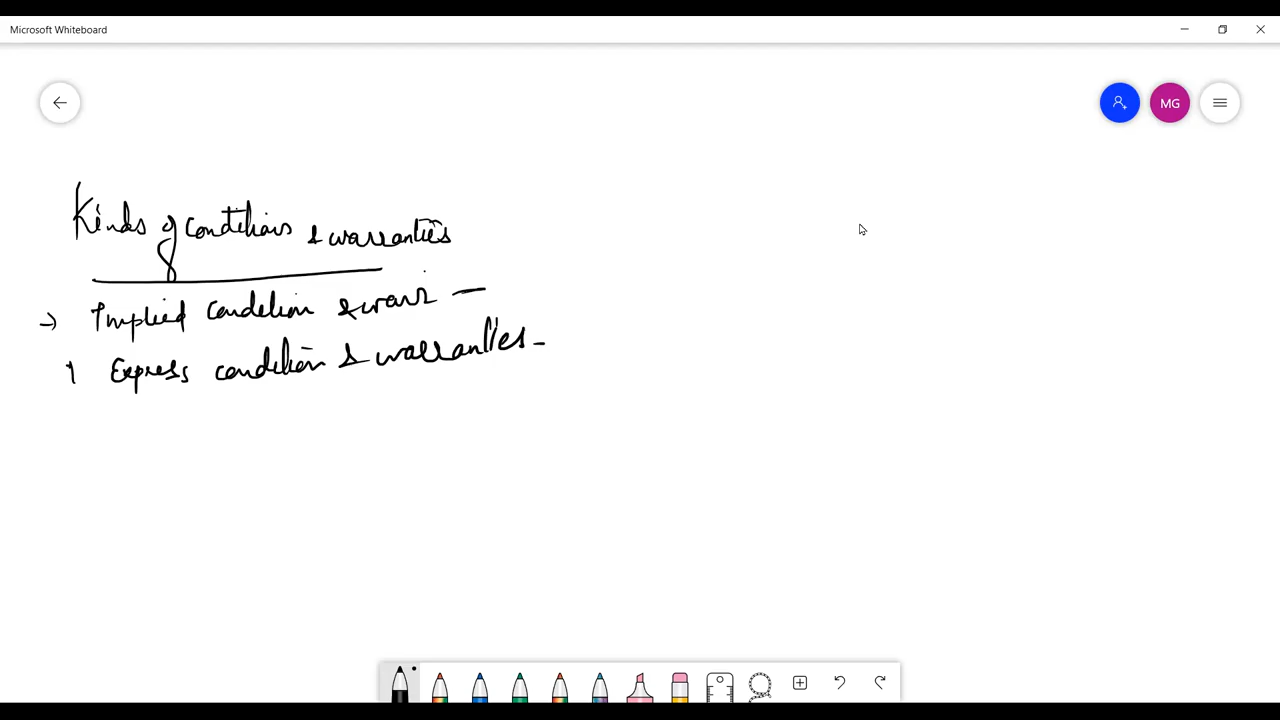 Microsoft Whiteboard
MG
Kinds of conditions & warranties
→ Implied condition & warr —
Express condition & warranties -